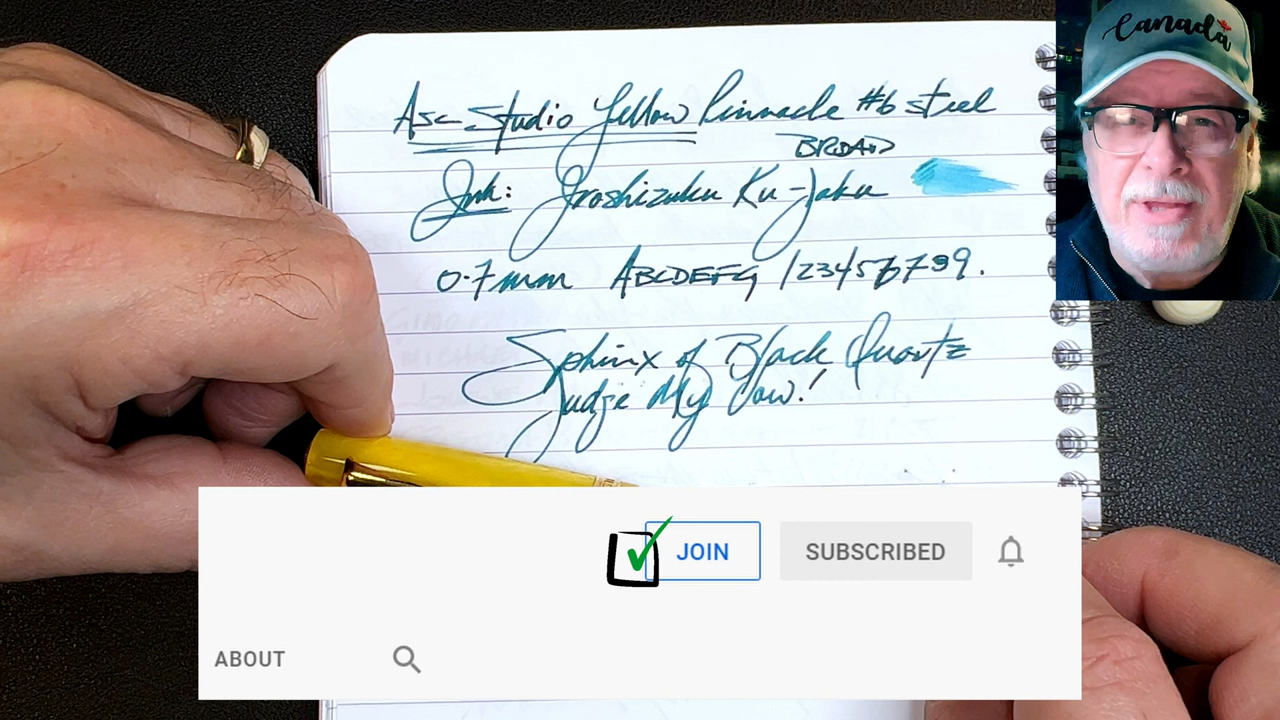 Canada
Asc Studio Yellow Pinnacle #6 steel
BROAD
Ink: Iroshizuku Ku-Jaku
0.7mm ABCDEFG 123456789.
Sphinx of Black Quartz
Judge My Vow!
JOIN
SUBSCRIBED
ABOUT